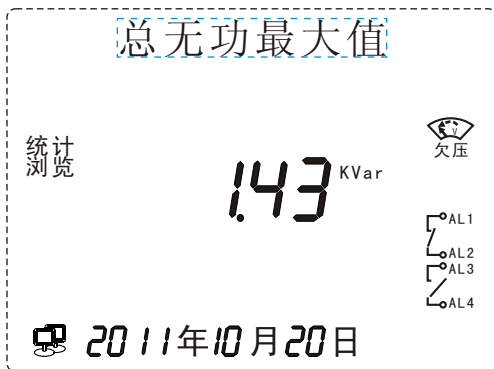 总无功最大值
统计
浏览
1.43 KVar
V
欠压
AL1
AL2
AL3
AL4
2011年10月20日